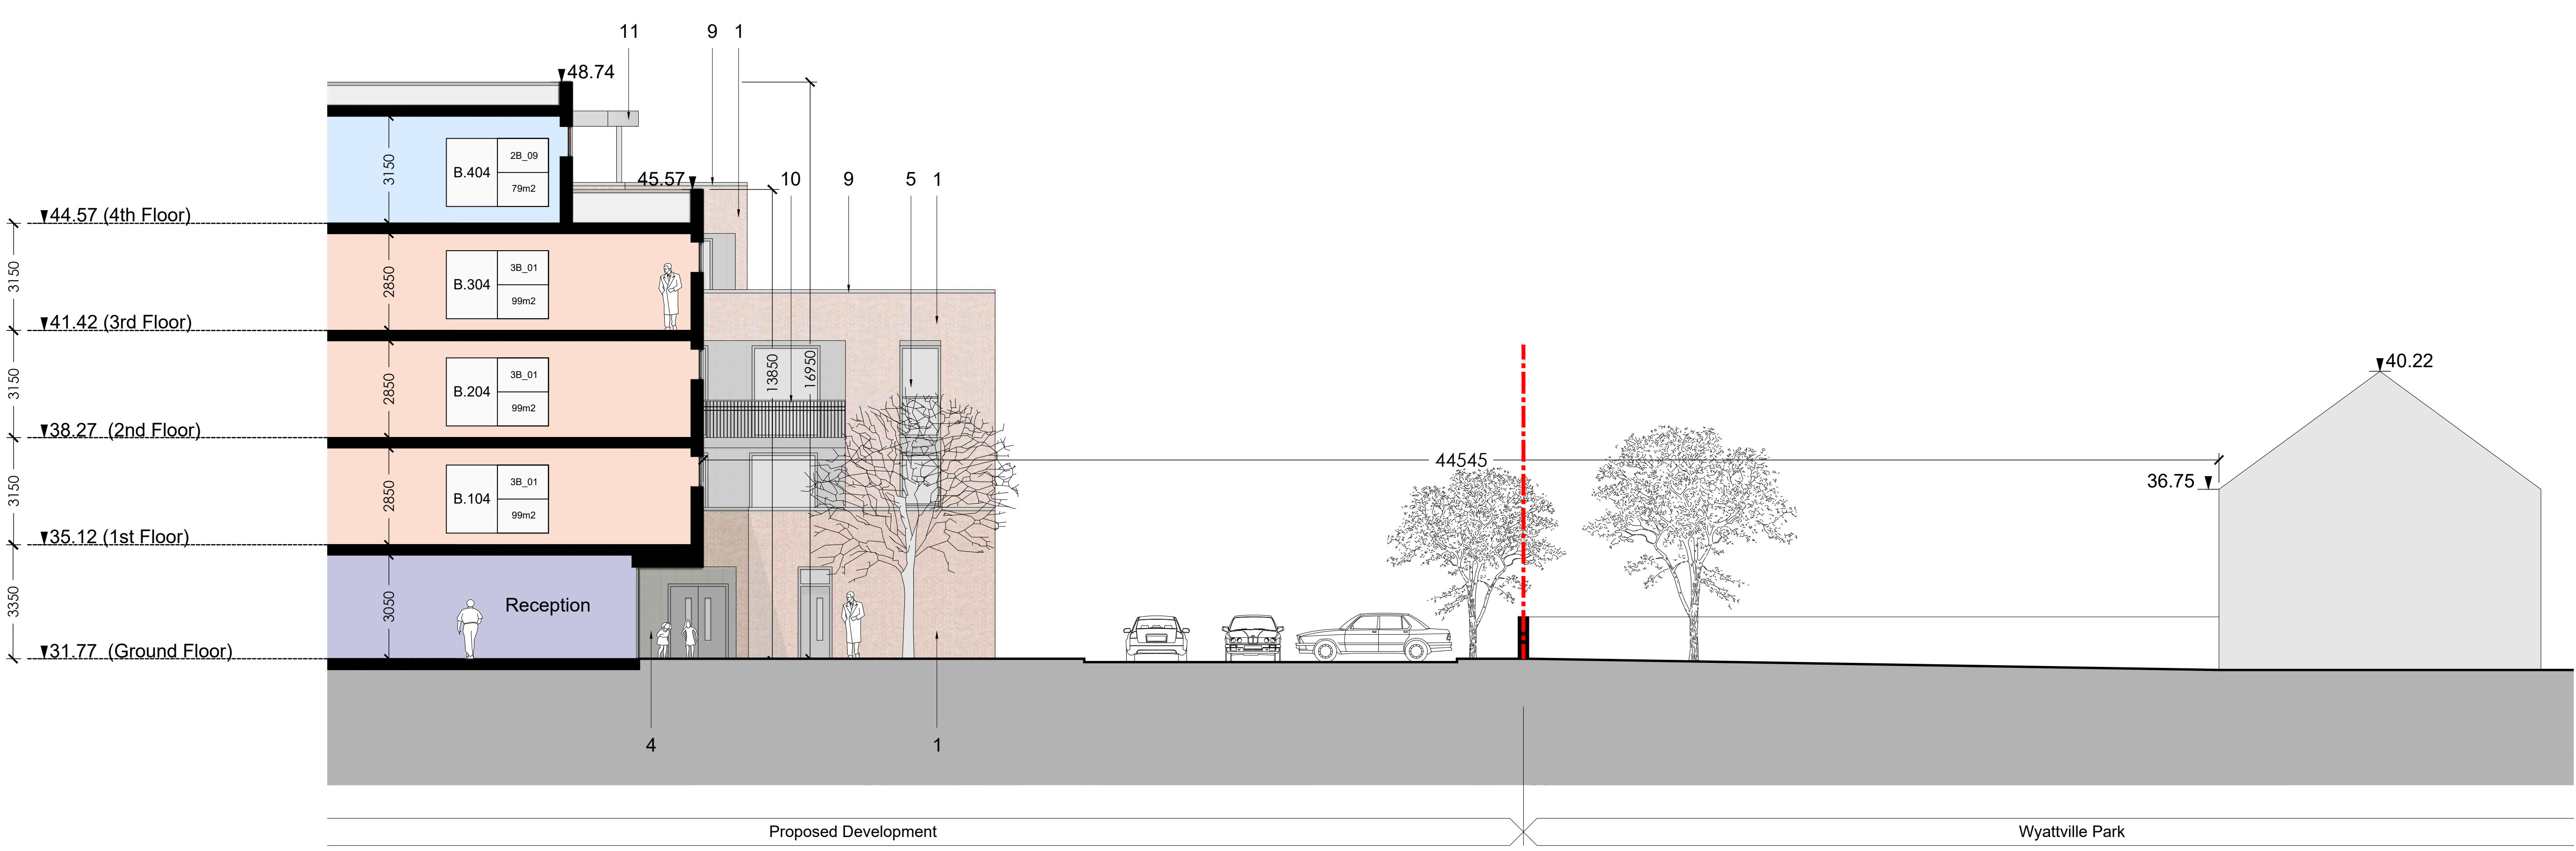 11 9 1
48.74
3150
B.404 2B_09 79m2
45.57 10 9 5 1
44.57 (4th Floor)
3150
2850
B.304 3B_01 99m2
41.42 (3rd Floor)
3150
2850
B.204 3B_01 99m2
13850 16950
40.22
38.27 (2nd Floor)
44545
36.75
3150
2850
B.104 3B_01 99m2
35.12 (1st Floor)
3350
3050
Reception
31.77 (Ground Floor)
4 1
Proposed Development Wyattville Park